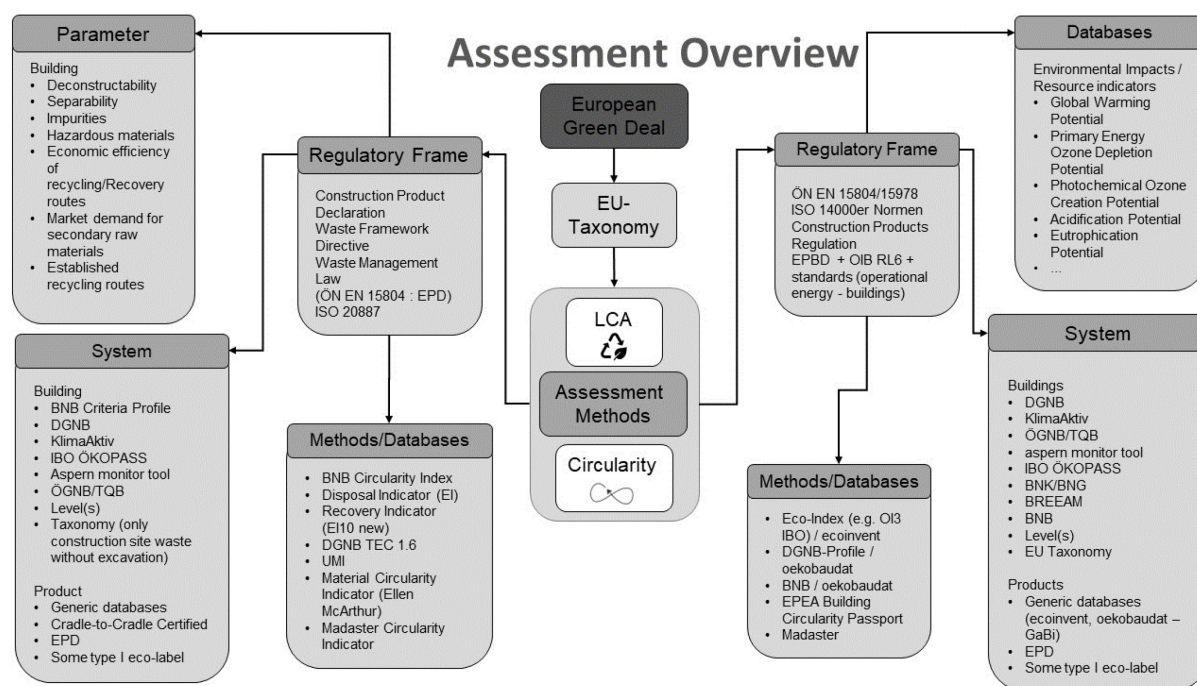 Assessment Overview
Parameter
Building
• Deconstructability
• Separability
• Impurities
• Hazardous materials
• Economic efficiency
of
recycling/Recovery
routes
• Market demand for
secondary raw
materials
• Established
recycling routes
System
Building
• BNB Criteria Profile
• DGNB
• KlimaAktiv
• IBO ÖKOPASS
• Aspern monitor tool
• ÖGNB/TQB
• Level(s)
• Taxonomy (only
construction site waste
without excavation)
Product
• Generic databases
• Cradle-to-Cradle Certified
• EPD
• Some type I eco-label
Regulatory Frame
Construction Product
Declaration
Waste Framework
Directive
Waste Management
Law
(ÖN EN 15804 : EPD)
ISO 20887
Methods/Databases
• BNB Circularity Index
• Disposal Indicator (EI)
• Recovery Indicator
(EI10 new)
• DGNB TEC 1.6
• UMI
• Material Circularity
Indicator (Ellen
McArthur)
• Madaster Circularity
Indicator
European
Green Deal
EU-
Taxonomy
LCA
Assessment
Methods
Circularity
Regulatory Frame
ÖN EN 15804/15978
ISO 14000er Normen
Construction Products
Regulation
EPBD + OIB RL6 +
standards (operational
energy - buildings)
Methods/Databases
• Eco-Index (e.g. OI3
IBO) / ecoinvent
• DGNB-Profile /
oekobaudat
• BNB / oekobaudat
• EPEA Building
Circularity Passport
• Madaster
Databases
Environmental Impacts /
Resource indicators
• Global Warming
Potential
• Primary Energy
Ozone Depletion
Potential
• Photochemical Ozone
Creation Potential
• Acidification Potential
• Eutrophication
Potential
• ...
System
Buildings
• DGNB
• KlimaAktiv
• ÖGNB/TQB
• aspern monitor tool
• IBO ÖKOPASS
• BNK/BNG
• BREEAM
• BNB
• Level(s)
• EU Taxonomy
Products
• Generic databases
(ecoinvent, oekobaudat –
GaBi)
• EPD
• Some type I eco-label